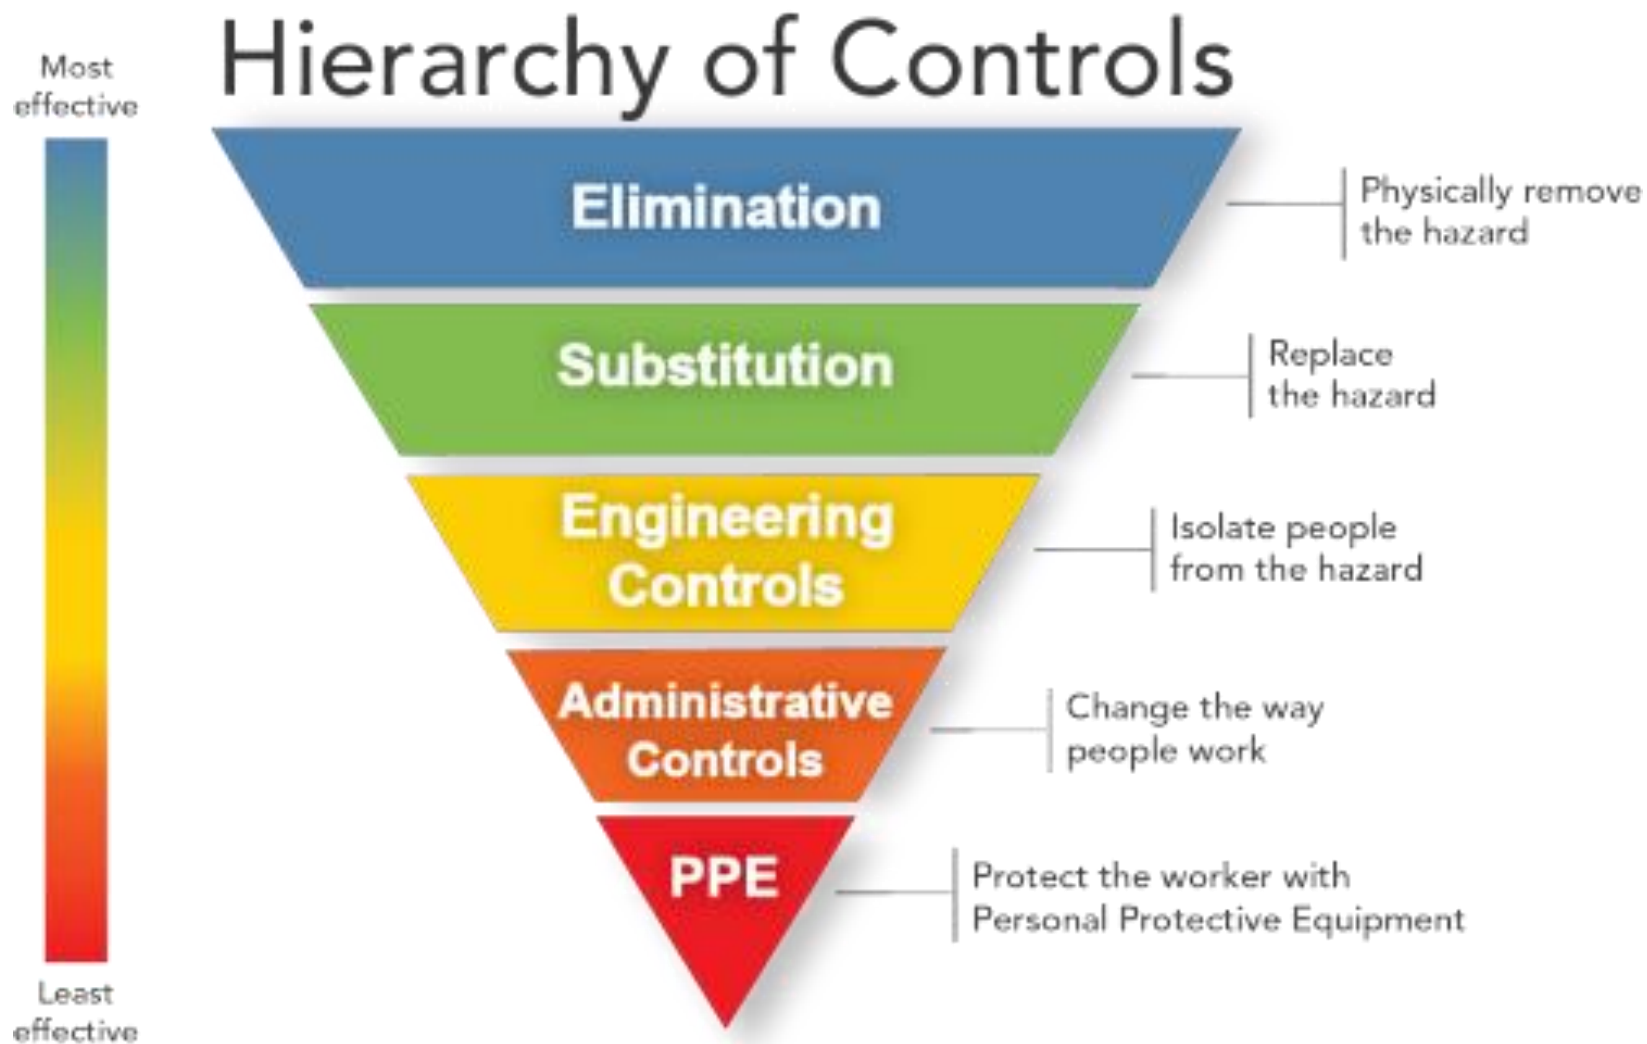 Hierarchy of Controls
Most
effective
Elimination
Physically remove
the hazard
Substitution
Replace
the hazard
Engineering
Controls
Isolate people
from the hazard
Administrative
Controls
Change the way
people work
PPE
Protect the worker with
Personal Protective Equipment
Least
effective